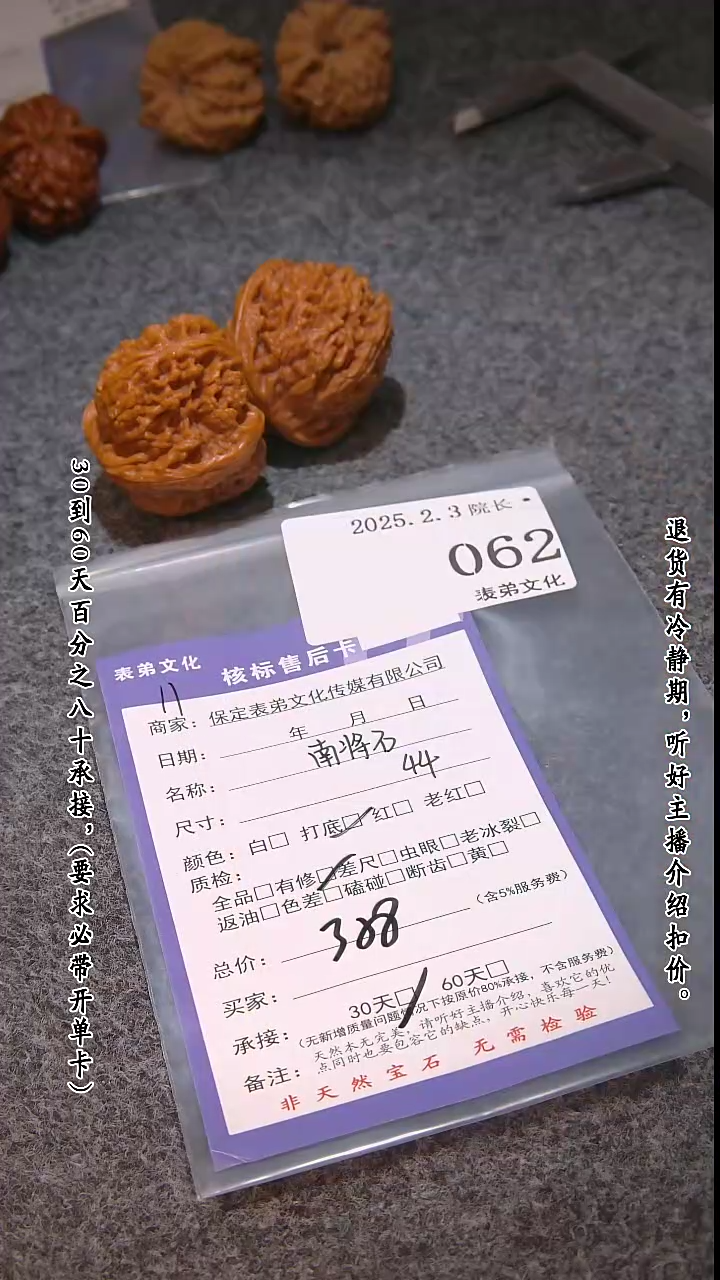 2025.2.3 院长
062
表弟文化
表弟文化 核标售后卡
11
商家：保定表弟文化传媒有限公司
日期： 年 月 日
名称： 南将石
尺寸： 44
颜色：白□ 打底□ 红□ 老红□
质检：全品□有修□差尺□虫眼□老冰裂□
返油□色差□磕碰□断齿□黄□
总价： 388 （含5%服务费）
买家：
承接： 30天□ 60天□
（无新增质量问题情况下按原价80%承接，不含服务费）
备注：天然本无完美，请听好主播介绍，喜欢它的优
点同时也要包容它的缺点，开心快乐每一天！
非天然宝石 无需检验
30到60天百分之八十承接，（要求必带开单卡）
退货有冷静期，听好主播介绍扣价。